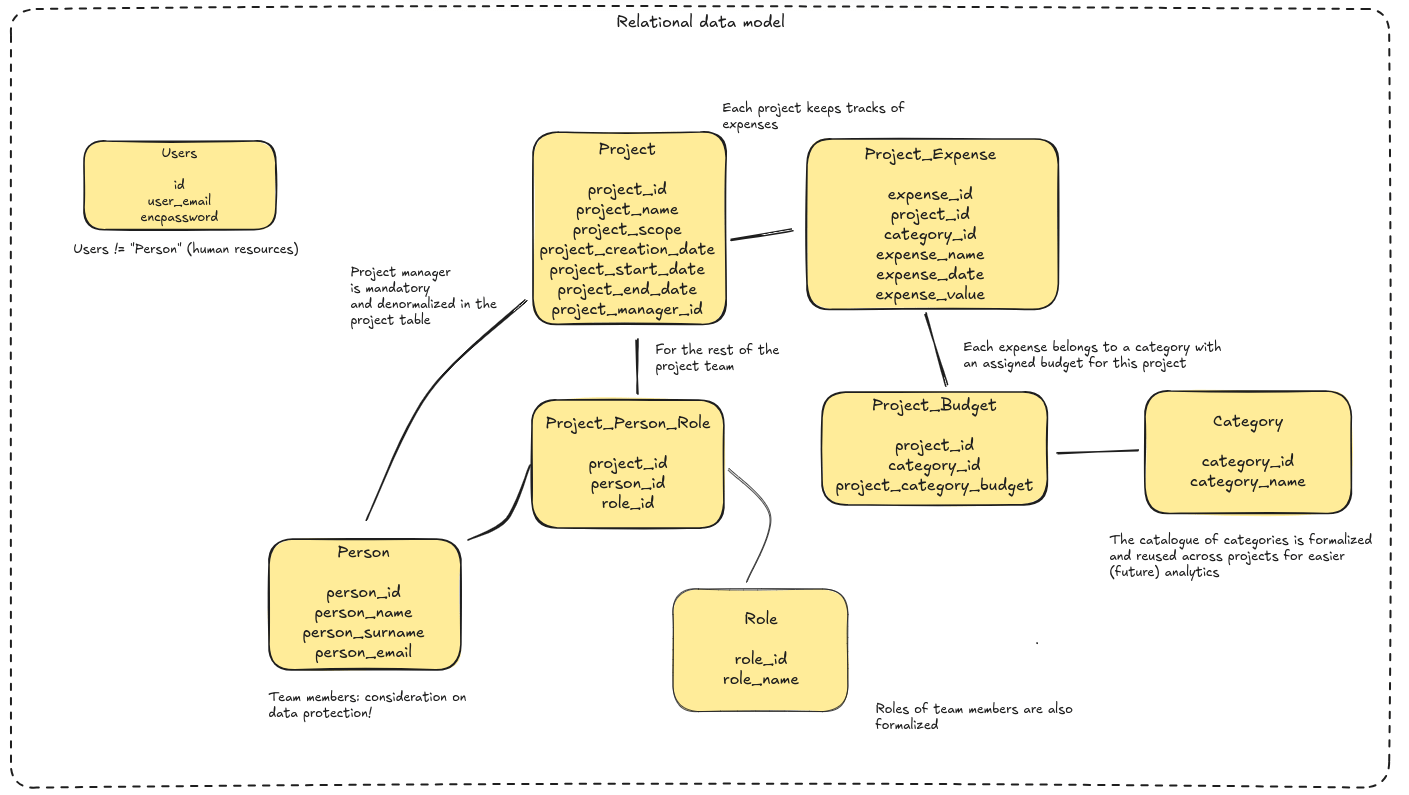 Relational data model
Users
id
user_email
encpassword
Users != "Person" (human resources)
Project manager
is mandatory
and denormalized in the
project table
Project
project_id
project_name
project_scope
project_creation_date
project_start_date
project_end_date
project_manager_id
Each project keeps tracks of
expenses
Project_Expense
expense_id
project_id
category_id
expense_name
expense_date
expense_value
For the rest of the
project team
Each expense belongs to a category with
an assigned budget for this project
Project_Person_Role
project_id
person_id
role_id
Project_Budget
project_id
category_id
project_category_budget
Category
category_id
category_name
The catalogue of categories is formalized
and reused across projects for easier
(future) analytics
Person
person_id
person_name
person_surname
person_email
Team members: consideration on
data protection!
Role
role_id
role_name
Roles of team members are also
formalized